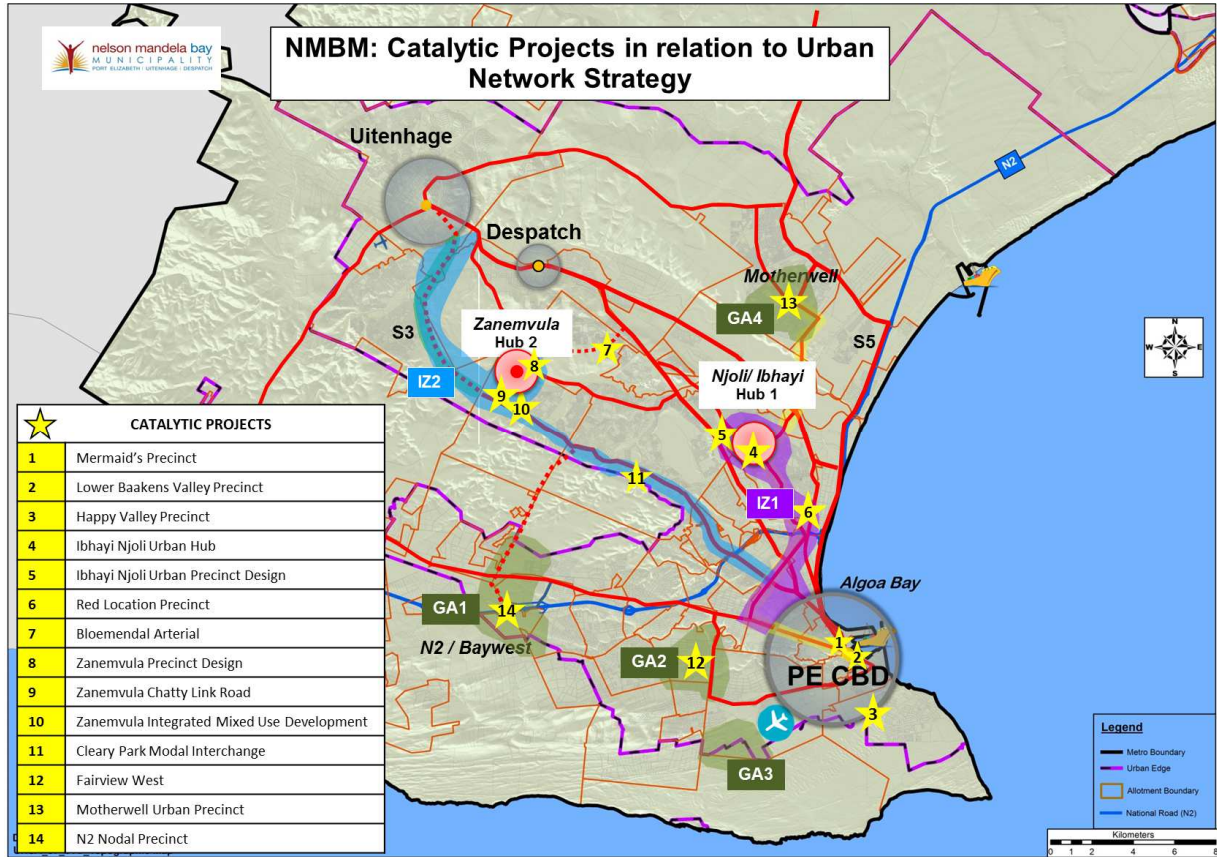 nelson mandela bay
MUNICIPALITY
PORT ELIZABETH | UITENHAGE | DESPATCH
NMBM: Catalytic Projects in relation to Urban
Network Strategy
Uitenhage
Despatch
N2
Motherwell
13
GA4
S3
S5
Zanemvula
Hub 2
7
8
IZ2
9
10
Njoli/ Ibhayi
Hub 1
5
4
11
IZ1
6
N
W E
S
CATALYTIC PROJECTS
1 Mermaid's Precinct
2 Lower Baakens Valley Precinct
3 Happy Valley Precinct
4 Ibhayi Njoli Urban Hub
5 Ibhayi Njoli Urban Precinct Design
6 Red Location Precinct
7 Bloemendal Arterial
8 Zanemvula Precinct Design
9 Zanemvula Chatty Link Road
10 Zanemvula Integrated Mixed Use Development
11 Cleary Park Modal Interchange
12 Fairview West
13 Motherwell Urban Precinct
14 N2 Nodal Precinct
Algoa Bay
GA1
14
N2 / Baywest
GA2
12
1
2
PE CBD
3
GA3
Legend
Metro Boundary
Urban Edge
Allotment Boundary
National Road (N2)
Kilometers
0 1 2 4 6 8